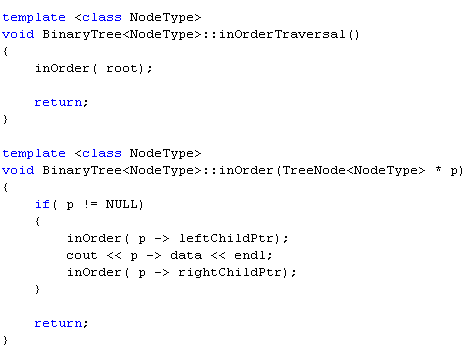 template <class NodeType>
void BinaryTree<NodeType>::inOrderTraversal()
{
    inOrder( root);

    return;
}

template <class NodeType>
void BinaryTree<NodeType>::inOrder(TreeNode<NodeType> * p)
{
    if( p != NULL)
    {
        inOrder( p -> leftChildPtr);
        cout << p -> data << endl;
        inOrder( p -> rightChildPtr);
    }

    return;
}